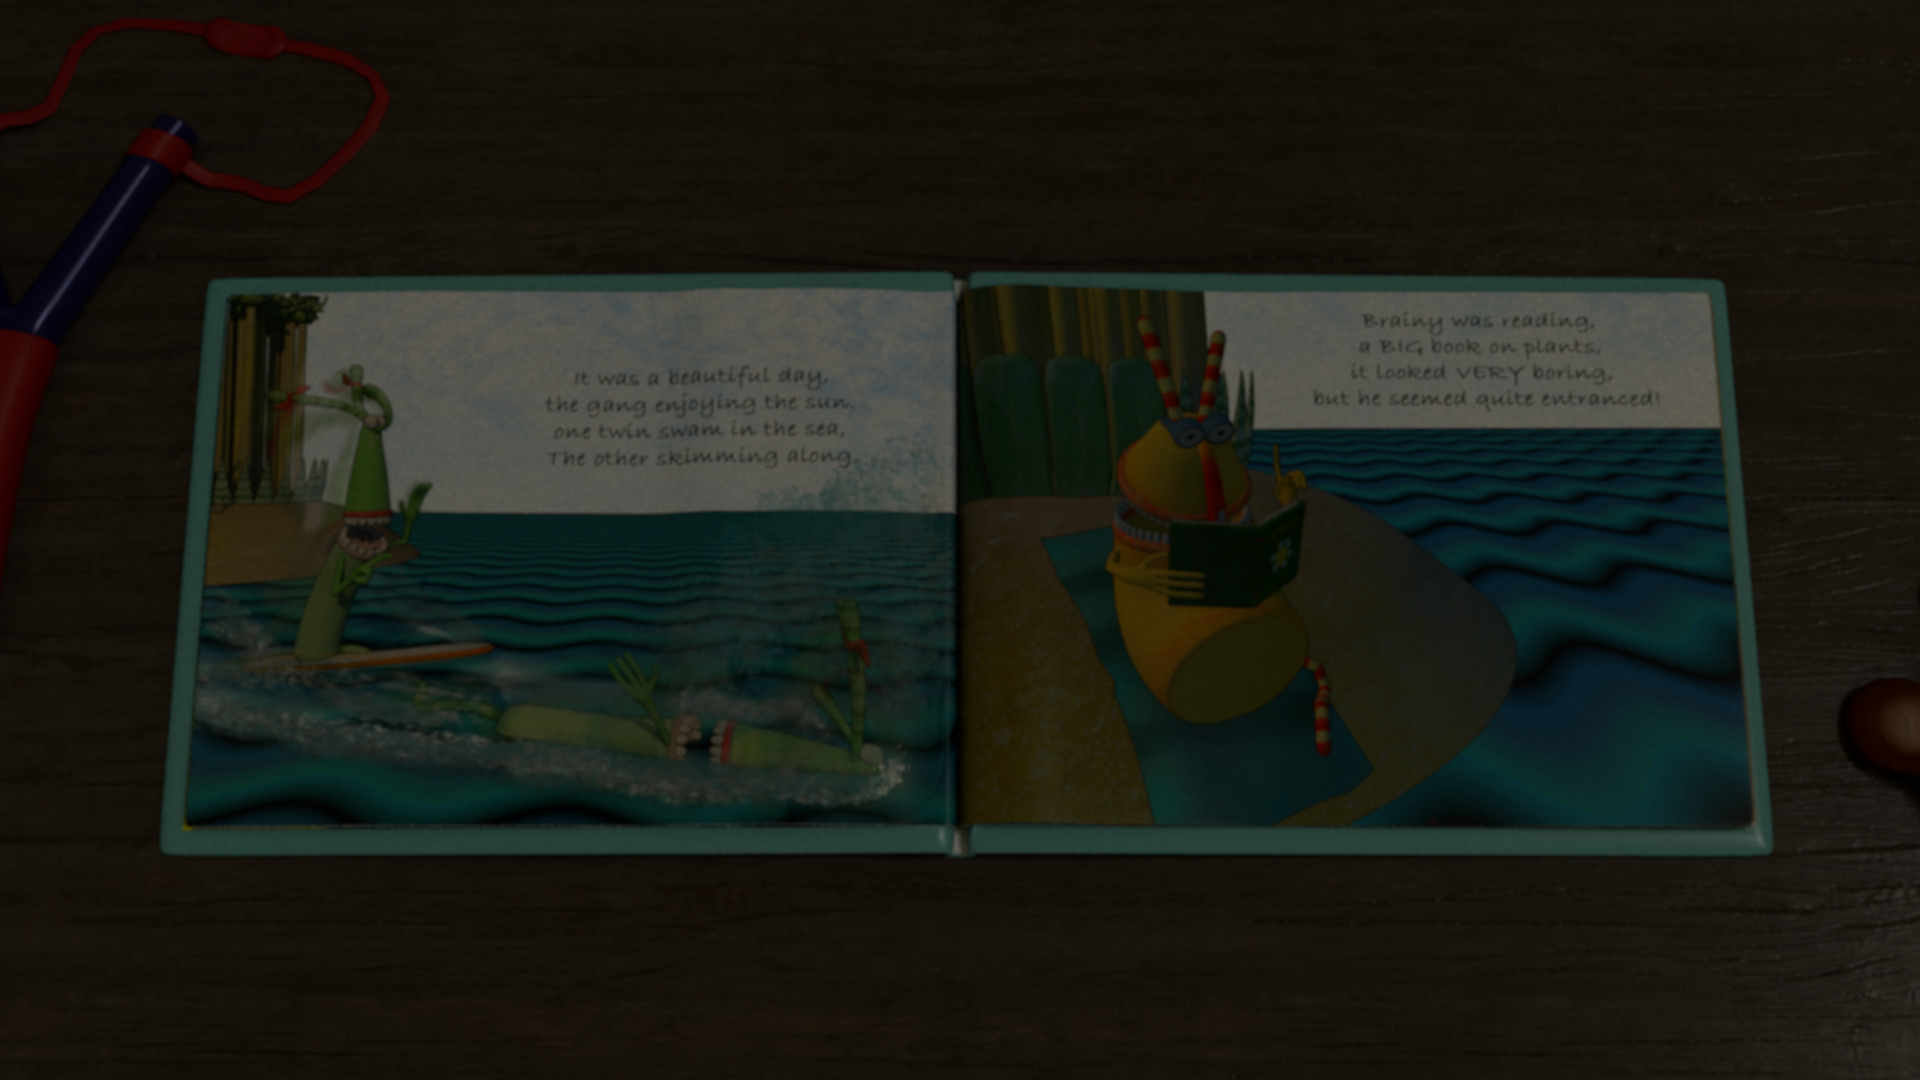 It was a beautiful day,
the gang enjoying the sun,
one twin swam in the sea,
The other skimming along.
Brainy was reading,
a BIG book on plants,
it looked VERY boring,
but he seemed quite entranced!